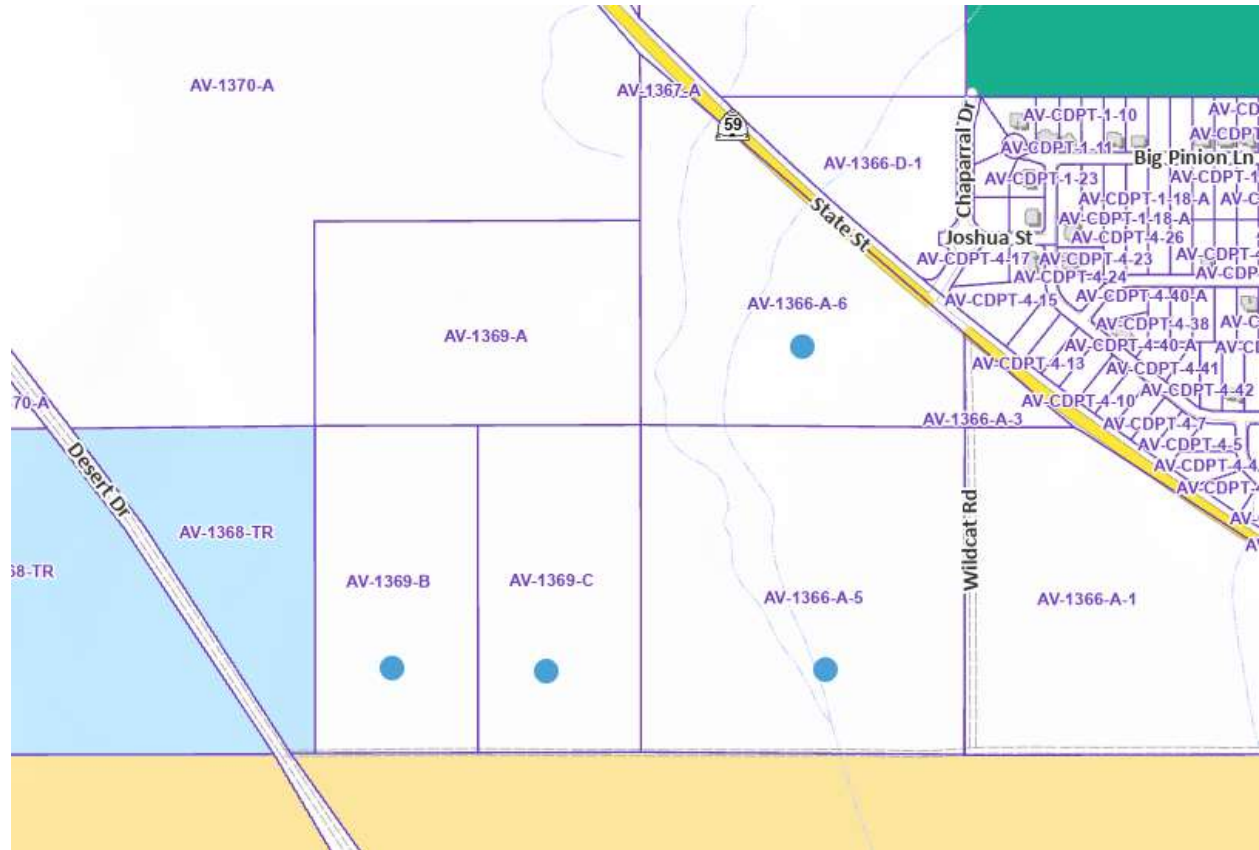 AV-1370-A
AV-1367-A
59
AV-1366-D-1
State St
Chaparral Dr
AV-CDPT-1-10
AV-CDPT-1-11
Big Pinion Ln
AV-CDPT-1-23
AV-CDPT-1-18-A
AV-CDPT-1-18-A
Joshua St
AV-CDPT-4-26
AV-CDPT-4-17
AV-CDPT-4-23
AV-CDPT-4-24
AV-CDPT-4-15
AV-CDPT-4-40-A
AV-CDPT-4-38
AV-CDPT-4-40-A
AV-CDPT-4-13
AV-CDPT-4-41
AV-CDPT-4-42
AV-CDPT-4-10
AV-CDPT-4-7
AV-CDPT-4-5
AV-1366-A-6
AV-1369-A
AV-1366-A-3
70-A
Desert Dr
AV-1368-TR
68-TR
AV-1369-B
AV-1369-C
AV-1366-A-5
Wildcat Rd
AV-1366-A-1